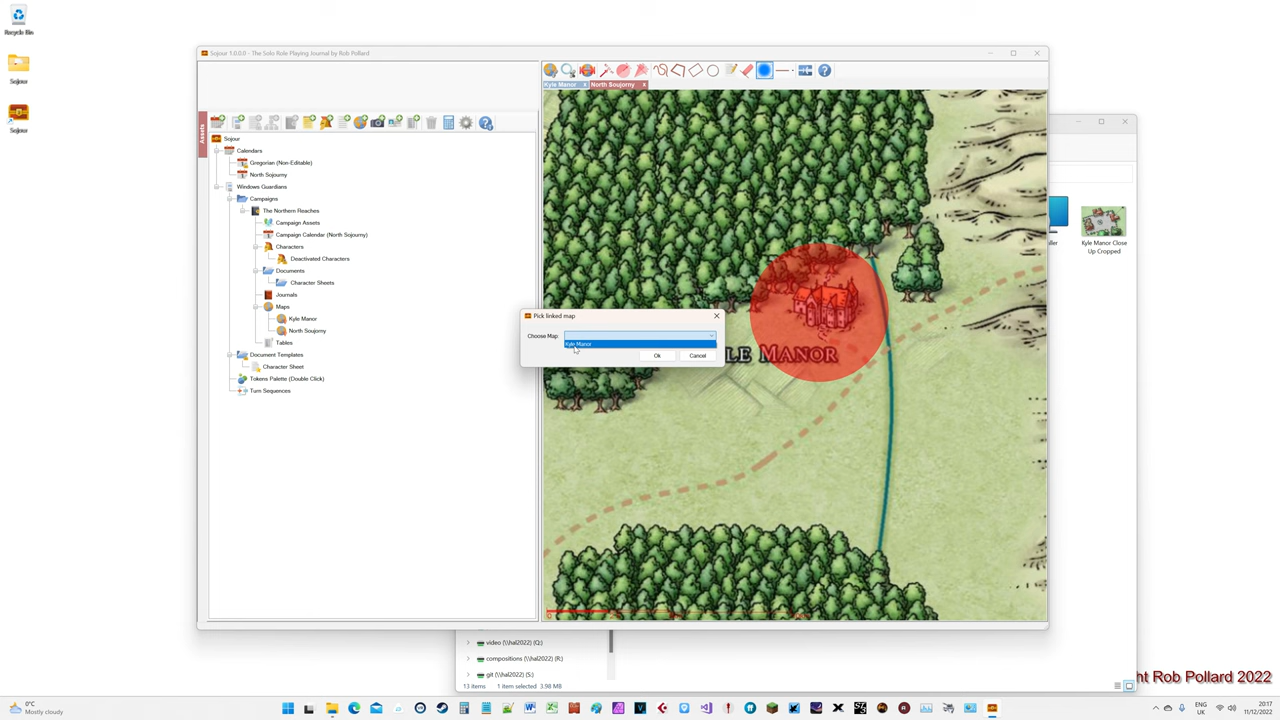 Recycle Bin
Sojour
Sojour
Sojour 1.0.0.0 - The Solo Role Playing Journal by Rob Pollard
Kyle Manor x
North Sojourny x
Assets
Sojour
Calendars
Gregorian (Non-Editable)
North Sojourny
Windows Guardians
Campaigns
The Northern Reaches
Campaign Assets
Campaign Calendar (North Sojourny)
Characters
Deactivated Characters
Documents
Character Sheets
Journals
Maps
Kyle Manor
North Sojourny
Tables
Document Templates
Character Sheet
Tokens Palette (Double Click)
Turn Sequences
Pick linked map
Choose Map:
Kyle Manor
Ok
Cancel
LE MANOR
Kyle Manor Close
Up Cropped
video (\\hal2022) (Q:)
compositions (\\hal2022) (R:)
git (\\hal2022) (S:)
13 items
1 item selected 3.98 MB
ht Rob Pollard 2022
0°C
Mostly cloudy
ENG
UK
20:17
11/12/2022